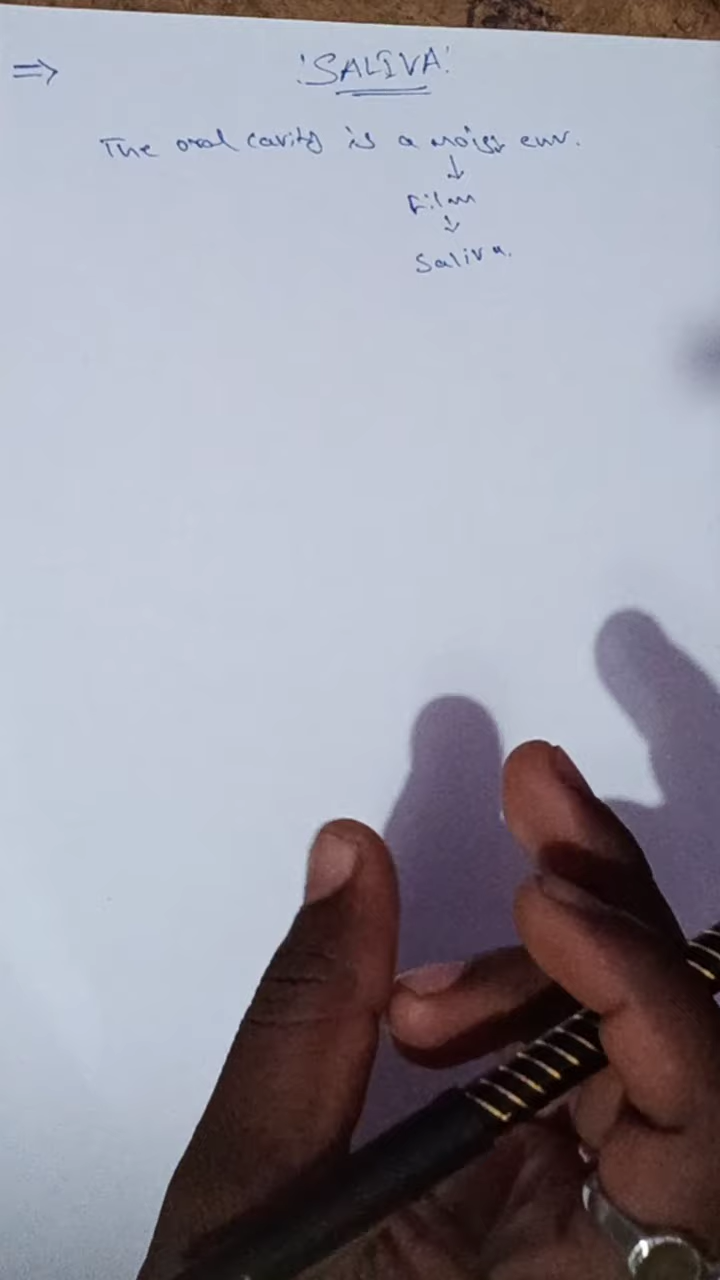 ⇒ 'SALIVA'
The oral cavity is a moist env.
↓
Film
↓
Saliva.